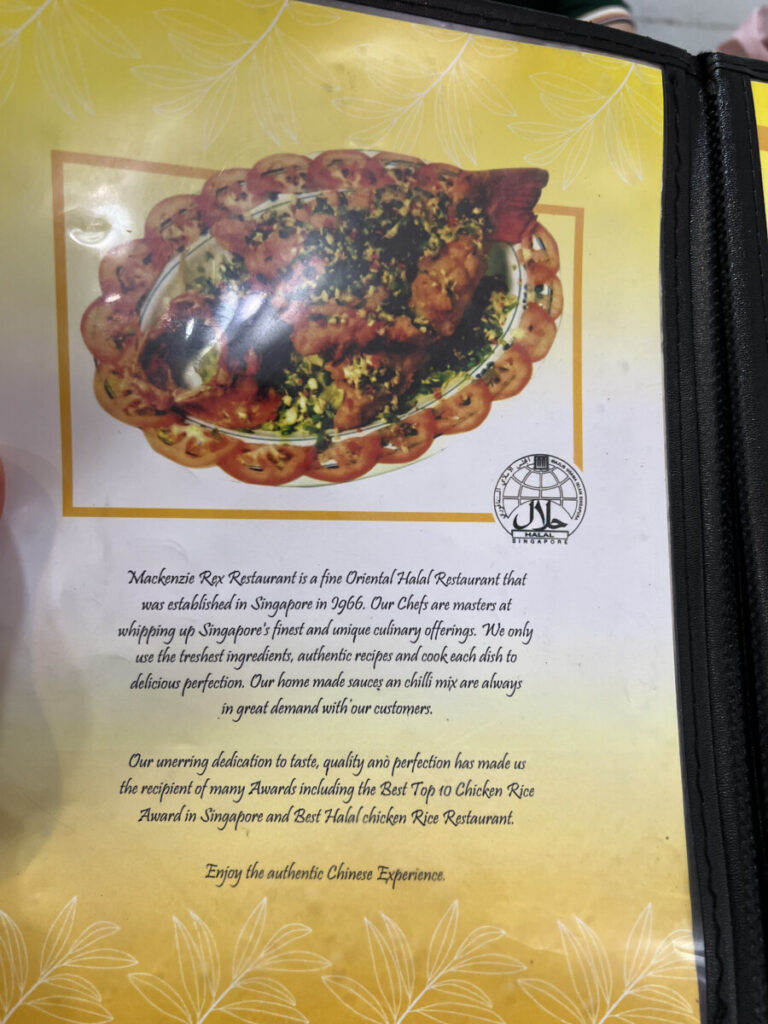 حلال
HALAL
SINGAPORE
Mackenzie Rex Restaurant is a fine Oriental Halal Restaurant that
was established in Singapore in 1966. Our Chefs are masters at
whipping up Singapore's finest and unique culinary offerings. We only
use the treshest ingredients, authentic recipes and cook each dish to
delicious perfection. Our home made sauces an chilli mix are always
in great demand with our customers.
Our unerring dedication to taste, quality and perfection has made us
the recipient of many Awards including the Best Top 10 Chicken Rice
Award in Singapore and Best Halal chicken Rice Restaurant.
Enjoy the authentic Chinese Experience.